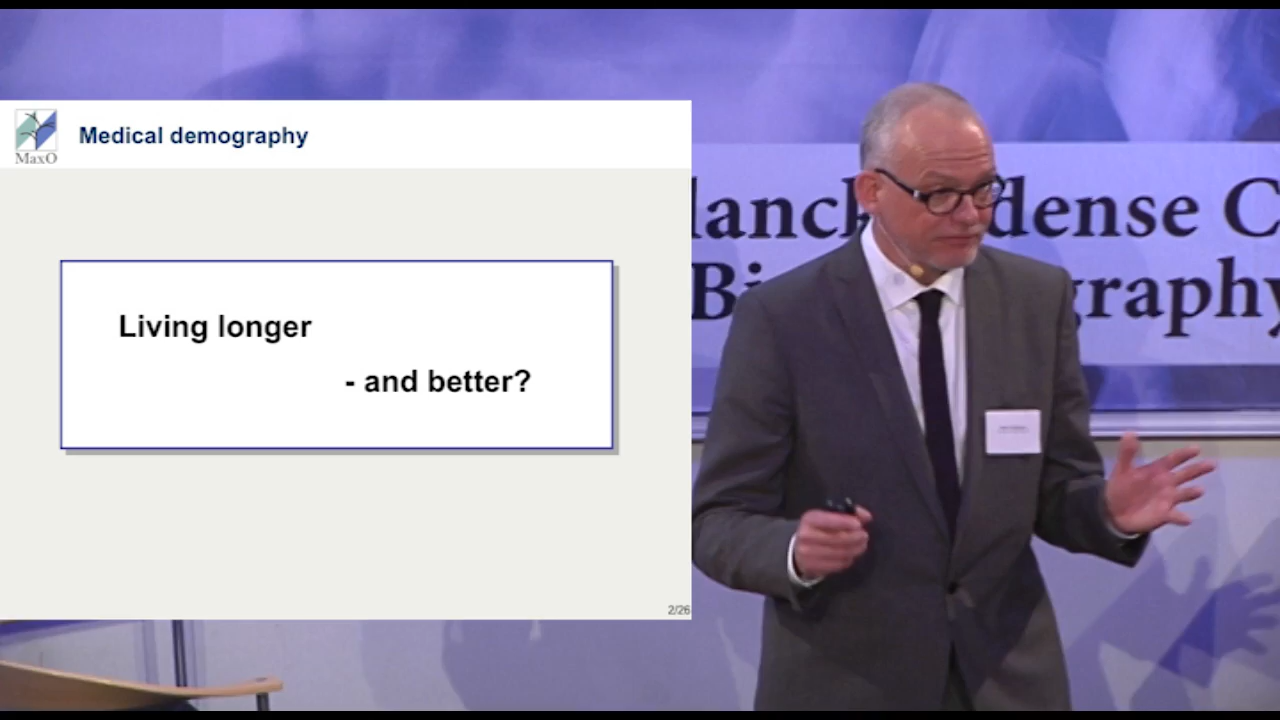 Medical demography
MaxO
Living longer
- and better?
2/26
lanck dense C
Bi graphy